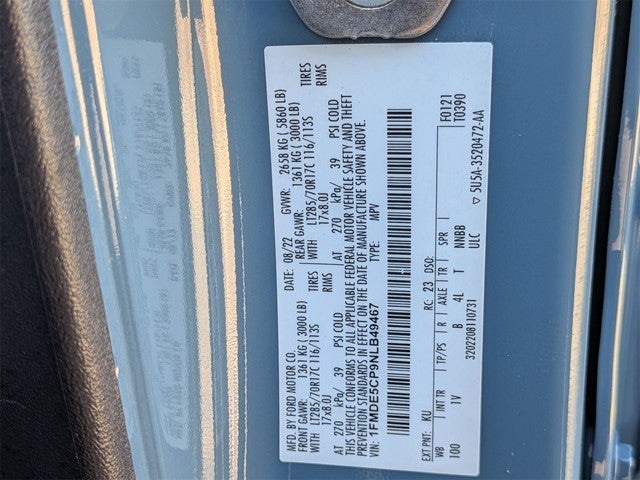 MFD. BY FORD MOTOR CO.
DATE: 08/22 GVWR: 2658 KG (5860 LB)
FRONT GAWR: 1361 KG (3000 LB) REAR GAWR: 1361 KG (3000 LB)
LT285/70R17C 116/113S TIRES WITH LT285/70R17C 116/113S TIRES
17x8.0J RIMS 17x8.0J RIMS
AT 270 kPa/ 39 PSI COLD AT 270 kPa/ 39 PSI COLD
THIS VEHICLE CONFORMS TO ALL APPLICABLE FEDERAL MOTOR VEHICLE SAFETY AND THEFT
PREVENTION STANDARDS IN EFFECT ON THE DATE OF MANUFACTURE SHOWN ABOVE.
VIN: 1FMDE5CP9NLB49467 TYPE: MPV
F0121
T0390
EXT PNT: KU RC: 23 DSO:
WB INT TR TP/PS R AXLE TR SPR
100 1V B 4L T NNBB
ULC
3202208110731
▽ 5U5A-3520472-AA